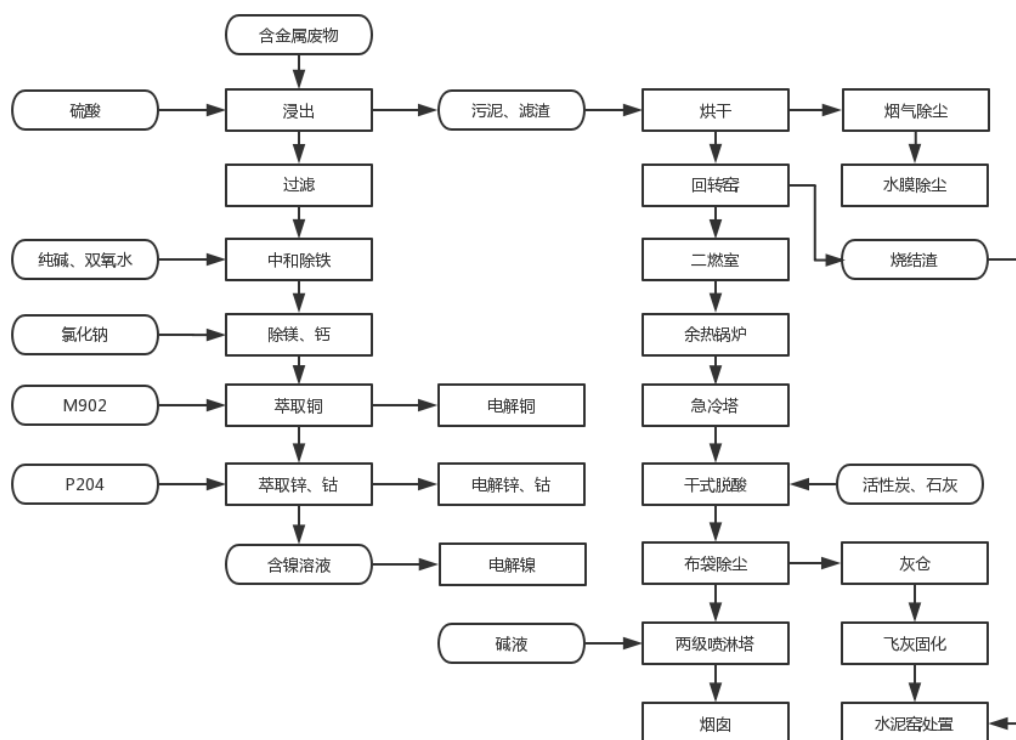 含金属废物
硫酸
浸出
污泥、滤渣
烘干
烟气除尘
过滤
回转窑
水膜除尘
纯碱、双氧水
中和除铁
二燃室
烧结渣
氯化钠
除镁、钙
余热锅炉
M902
萃取铜
电解铜
急冷塔
P204
萃取锌、钴
电解锌、钴
干式脱酸
活性炭、石灰
含镍溶液
电解镍
布袋除尘
灰仓
碱液
两级喷淋塔
飞灰固化
烟囱
水泥窑处置